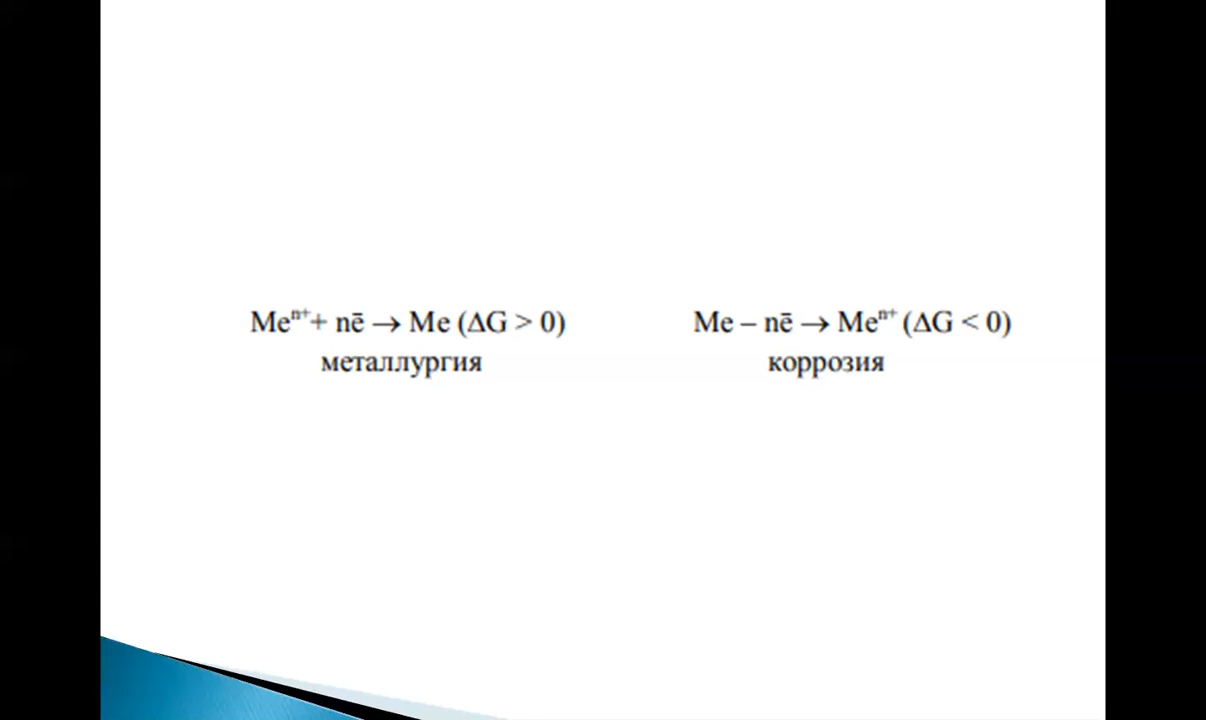 Meⁿ⁺+ nē → Me (ΔG > 0)
металлургия
Me – nē → Meⁿ⁺ (ΔG < 0)
коррозия